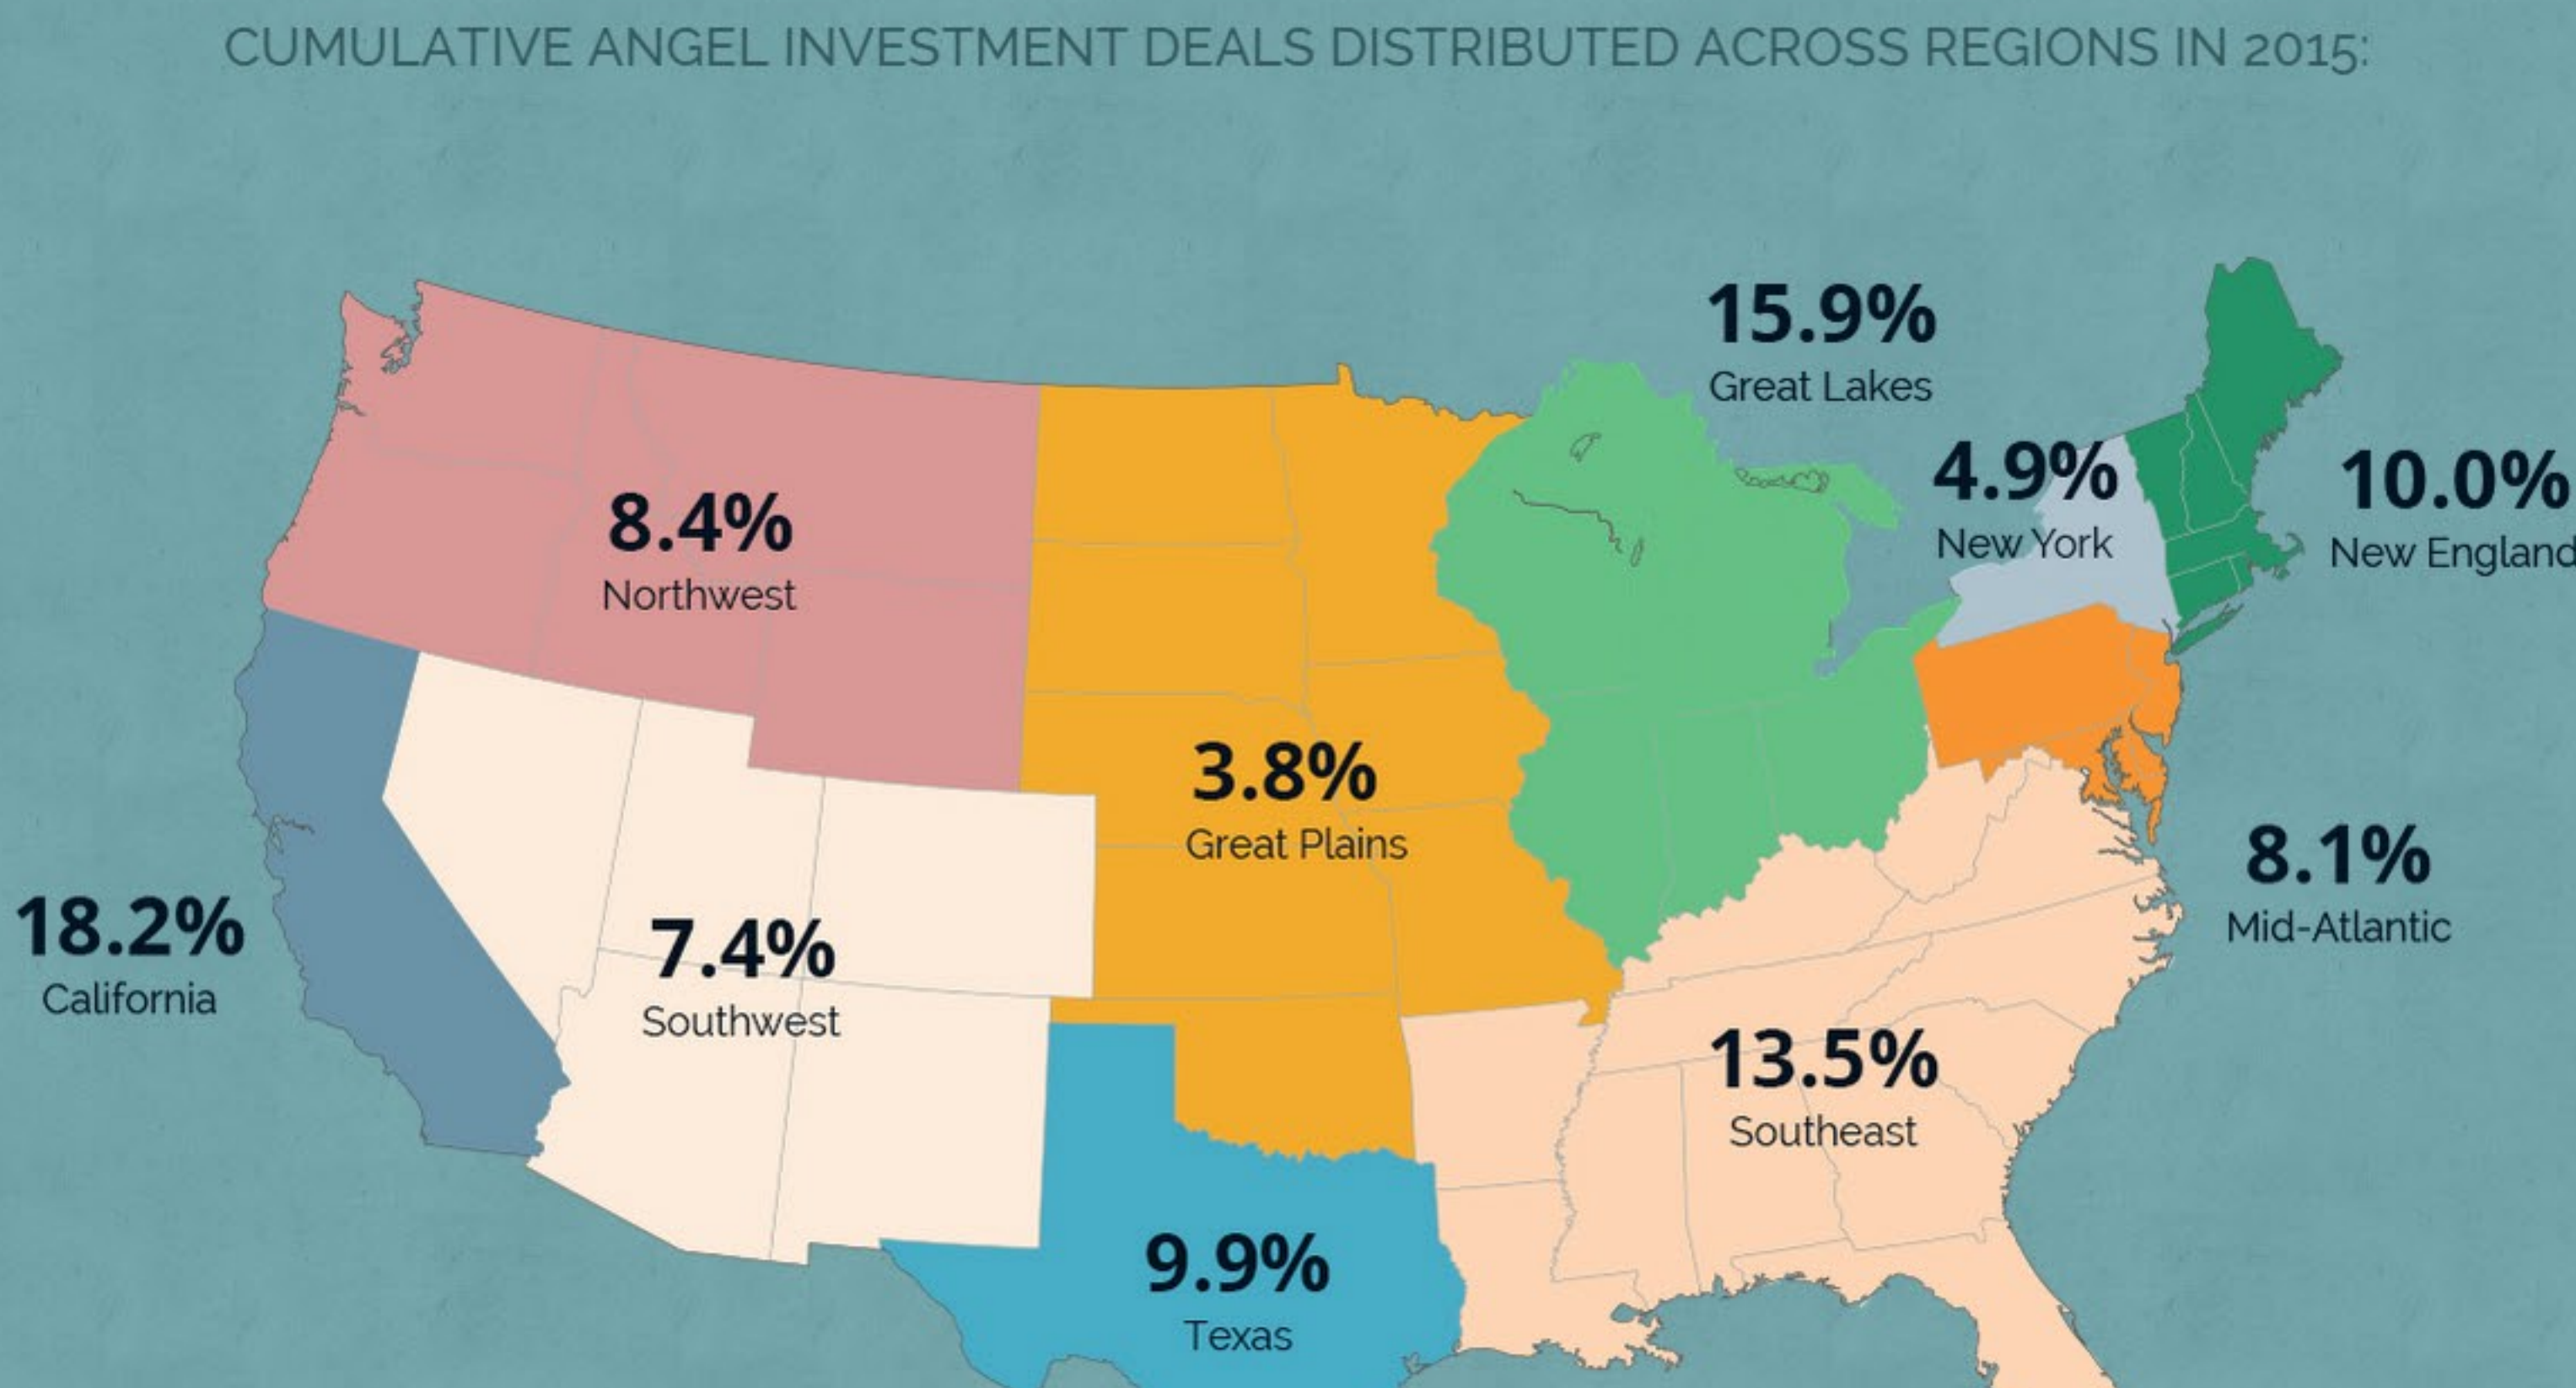 CUMULATIVE ANGEL INVESTMENT DEALS DISTRIBUTED ACROSS REGIONS IN 2015:
15.9%
Great Lakes
4.9%
New York
10.0%
New England
8.4%
Northwest
3.8%
Great Plains
8.1%
Mid-Atlantic
18.2%
California
7.4%
Southwest
13.5%
Southeast
9.9%
Texas